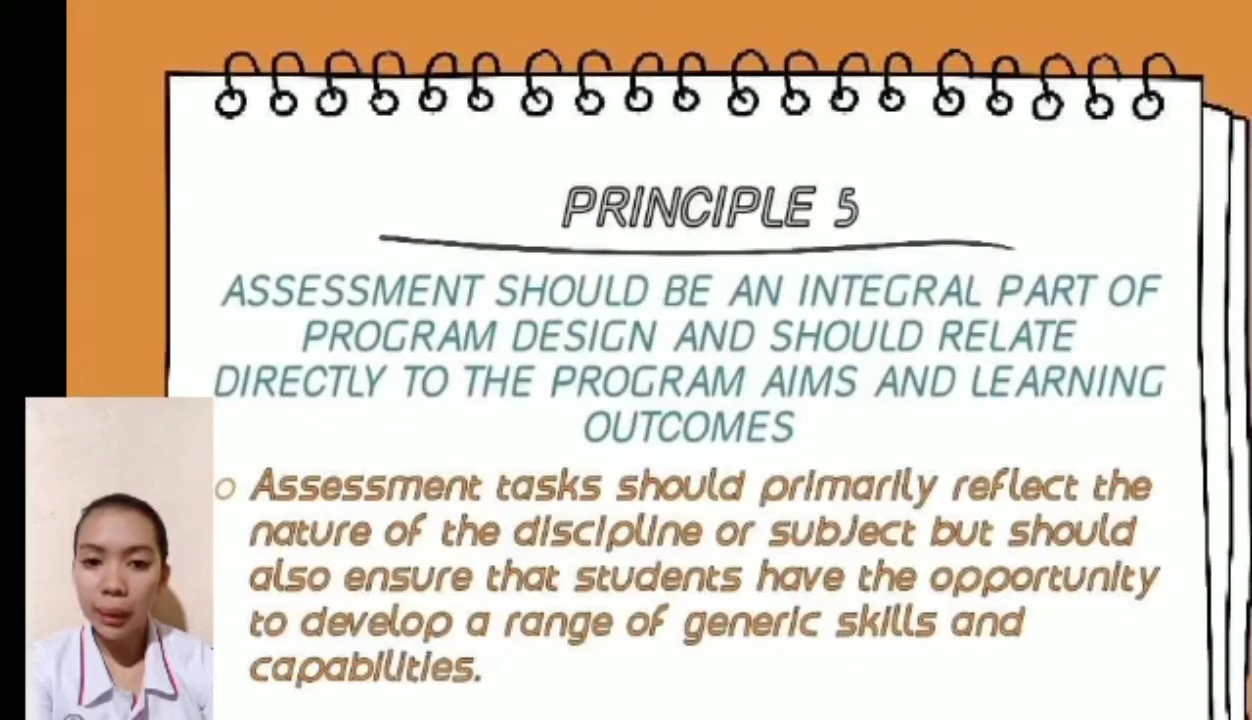 PRINCIPLE 5
ASSESSMENT SHOULD BE AN INTEGRAL PART OF
PROGRAM DESIGN AND SHOULD RELATE
DIRECTLY TO THE PROGRAM AIMS AND LEARNING
OUTCOMES
o Assessment tasks should primarily reflect the
nature of the discipline or subject but should
also ensure that students have the opportunity
to develop a range of generic skills and
capabilities.